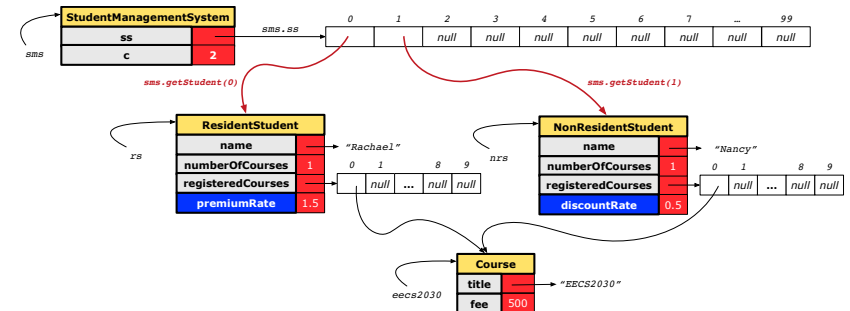 StudentManagementSystem
ss
c 2
sms
sms.ss
0 1 2 3 4 5 6 7 … 99
null null null null null null null null
sms.getStudent(0)
sms.getStudent(1)
ResidentStudent
name
numberOfCourses 1
registeredCourses
premiumRate 1.5
rs
“Rachael”
0 1 8 9
null … null null
NonResidentStudent
name
numberOfCourses 1
registeredCourses
discountRate 0.5
nrs
“Nancy”
0 1 8 9
null … null null
Course
title
fee 500
eecs2030
“EECS2030”